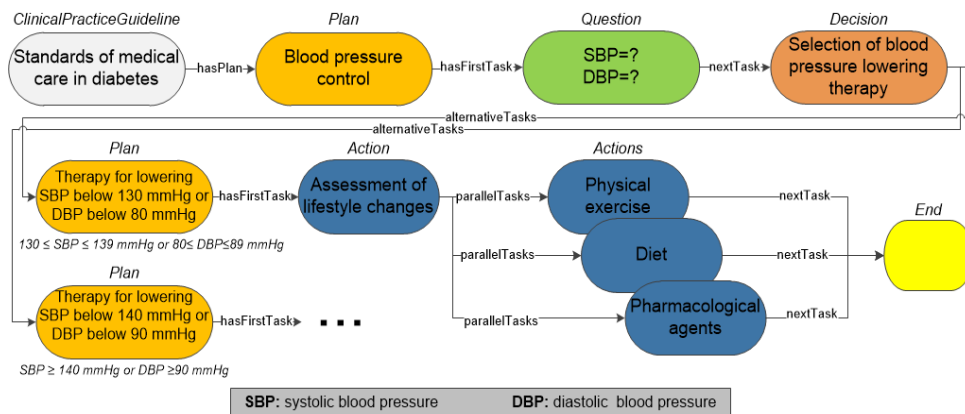 ClinicalPracticeGuideline
Plan
Question
Decision
Standards of medical
care in diabetes
hasPlan
Blood pressure
control
hasFirstTask
SBP=?
DBP=?
nextTask
Selection of blood
pressure lowering
therapy
alternativeTasks
alternativeTasks
Plan
Action
Actions
Therapy for lowering
SBP below 130 mmHg or
DBP below 80 mmHg
hasFirstTask
Assessment of
lifestyle changes
parallelTasks
Physical
exercise
nextTask
End
130 ≤ SBP ≤ 139 mmHg or 80≤ DBP≤89 mmHg
parallelTasks
Diet
nextTask
Plan
Therapy for lowering
SBP below 140 mmHg or
DBP below 90 mmHg
hasFirstTask
...
parallelTasks
Pharmacological
agents
nextTask
SBP ≥ 140 mmHg or DBP ≥90 mmHg
SBP: systolic blood pressure DBP: diastolic blood pressure